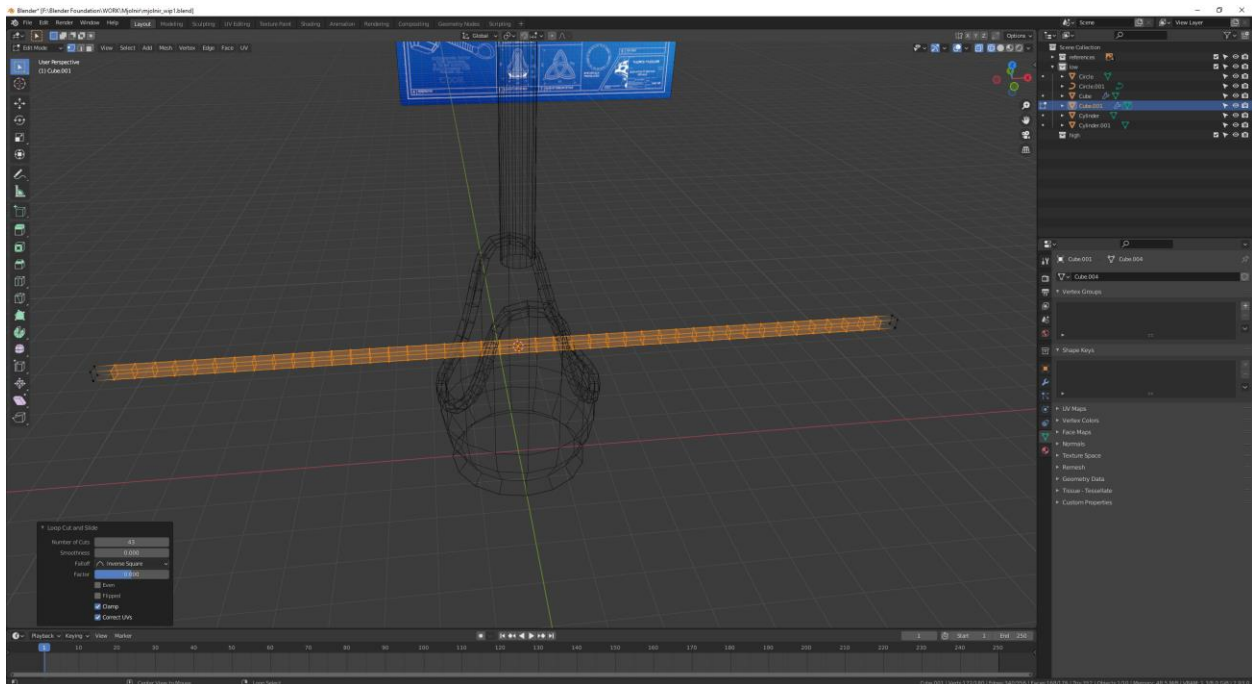 Blender* [F:\Blender Foundation\WORK\Mjolnir\mjolnir_wip1.blend]
File Edit Render Window Help Layout Modeling Sculpting UV Editing Texture Paint Shading Animation Rendering Compositing Geometry Nodes Scripting + Scene View Layer
Global Options
Edit Mode View Select Add Mesh Vertex Edge Face UV
User Perspective
(1) Cube.001
Scene Collection
references
low
Circle
Circle.001
Cube
Cube.001
Cylinder
Cylinder.001
high
Cube.001 Cube.004
Cube.004
Vertex Groups
Shape Keys
UV Maps
Vertex Colors
Face Maps
Normals
Texture Space
Remesh
Geometry Data
Tissue - Tessellate
Custom Properties
Loop Cut and Slide
Number of Cuts 43
Smoothness 0.000
Falloff Inverse Square
Factor 0.000
Even
Flipped
Clamp
Correct UVs
Playback Keying View Marker 1 Start 1 End 250
1 10 20 30 40 50 60 70 80 90 100 110 120 130 140 150 160 170 180 190 200 210 220 230 240 250
Center View to Mouse Loop Select